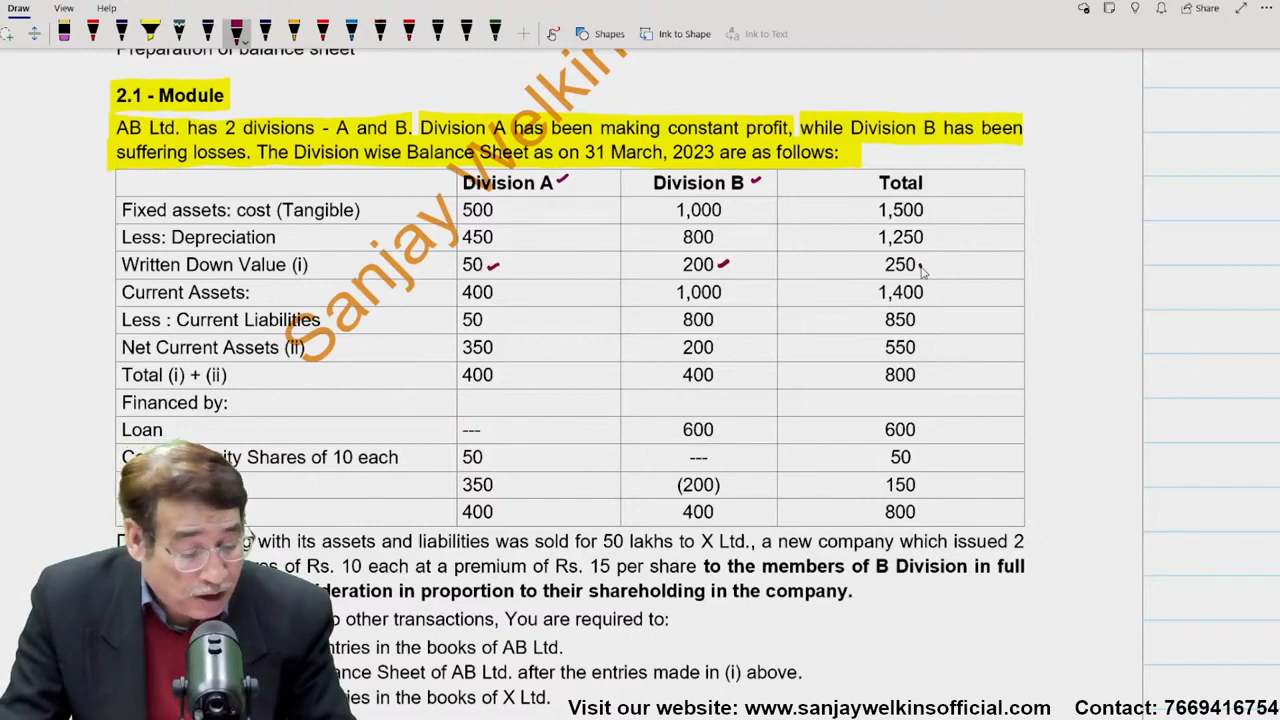 Draw View Help
Share
Shapes Ink to Shape Ink to Text
Preparation of balance sheet
2.1 - Module
AB Ltd. has 2 divisions - A and B. Division A has been making constant profit, while Division B has been
suffering losses. The Division wise Balance Sheet as on 31 March, 2023 are as follows:
Division A Division B Total
Fixed assets: cost (Tangible) 500 1,000 1,500
Less: Depreciation 450 800 1,250
Written Down Value (i) 50 200 250
Current Assets: 400 1,000 1,400
Less : Current Liabilities 50 800 850
Net Current Assets (ii) 350 200 550
Total (i) + (ii) 400 400 800
Financed by:
Loan --- 600 600
Shares of 10 each 50 --- 50
350 (200) 150
400 400 800
with its assets and liabilities was sold for 50 lakhs to X Ltd., a new company which issued 2
of Rs. 10 each at a premium of Rs. 15 per share to the members of B Division in full
in proportion to their shareholding in the company.
other transactions, You are required to:
in the books of AB Ltd.
Sheet of AB Ltd. after the entries made in (i) above.
in the books of X Ltd.
Sanjay Welkin
Visit our website: www.sanjaywelkinsofficial.com Contact: 7669416754